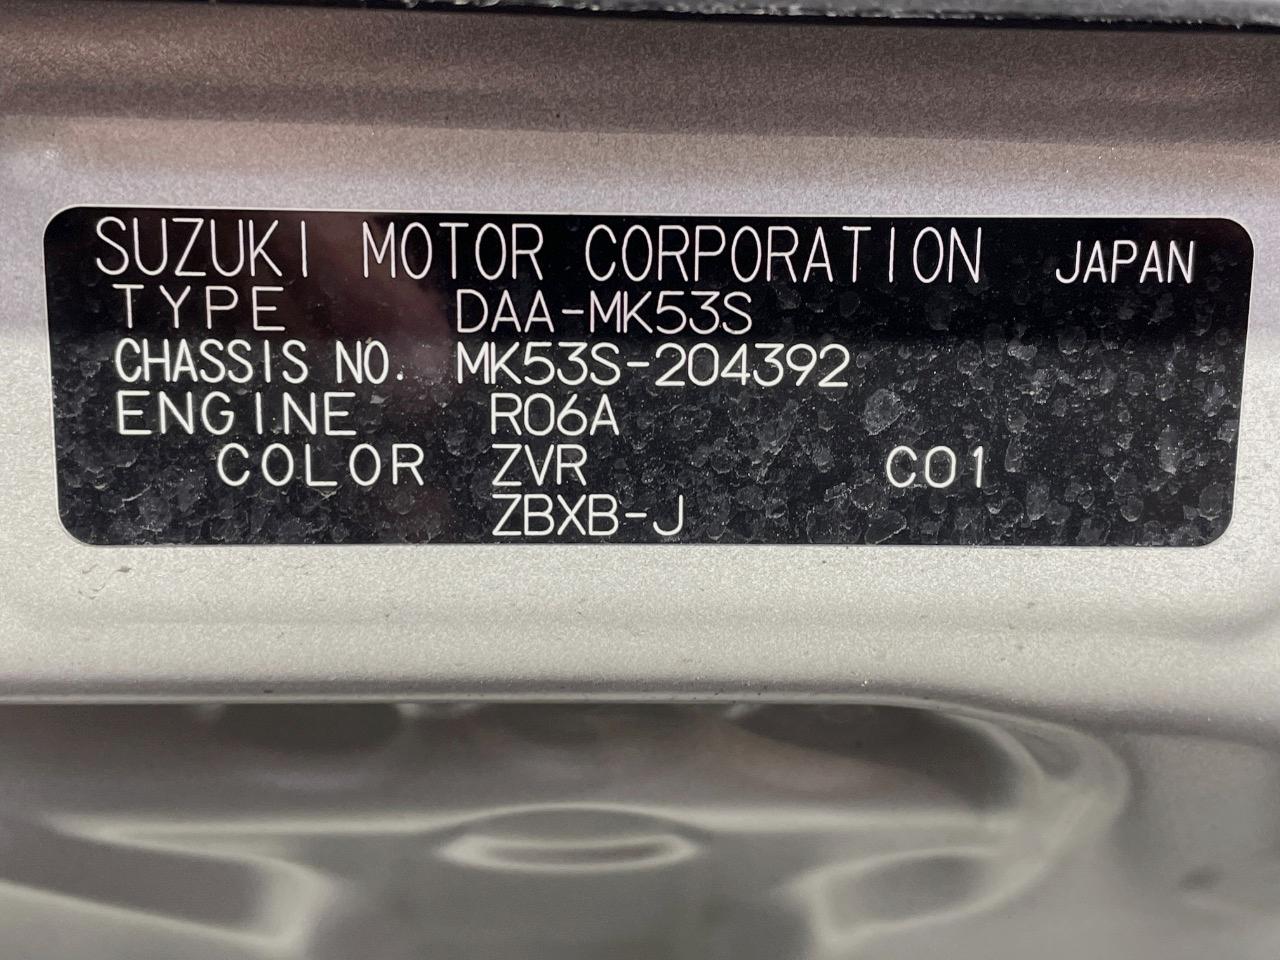 SUZUKI MOTOR CORPORATION JAPAN
TYPE DAA-MK53S
CHASSIS NO. MK53S-204392
ENGINE R06A
COLOR ZVR C01
ZBXB-J